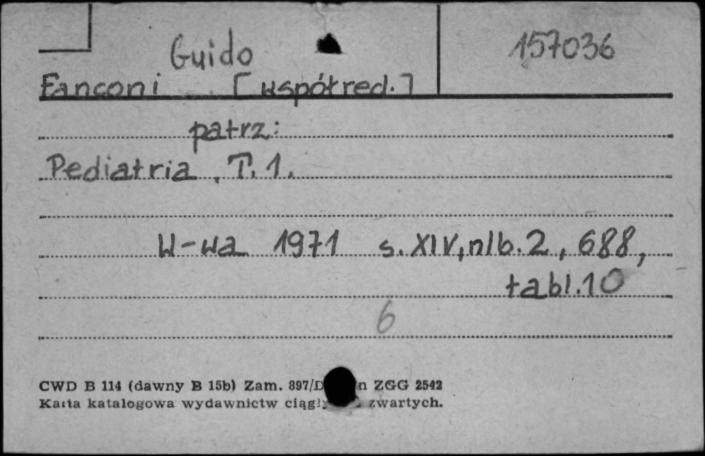 Guido
157036
Fanconi [współred.]
patrz:
Pediatria. T. 1.
W-wa 1971 s. XIV, nlb. 2, 688,
tabl. 10
6
CWD B 114 (dawny B 15b) Zam. 897/D n ZGG 2542
Karta katalogowa wydawnictw zwartych.